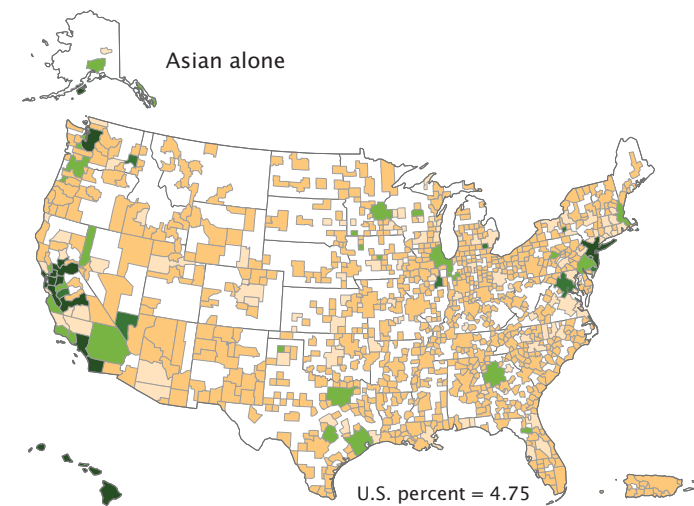 Asian alone
U.S. percent = 4.75